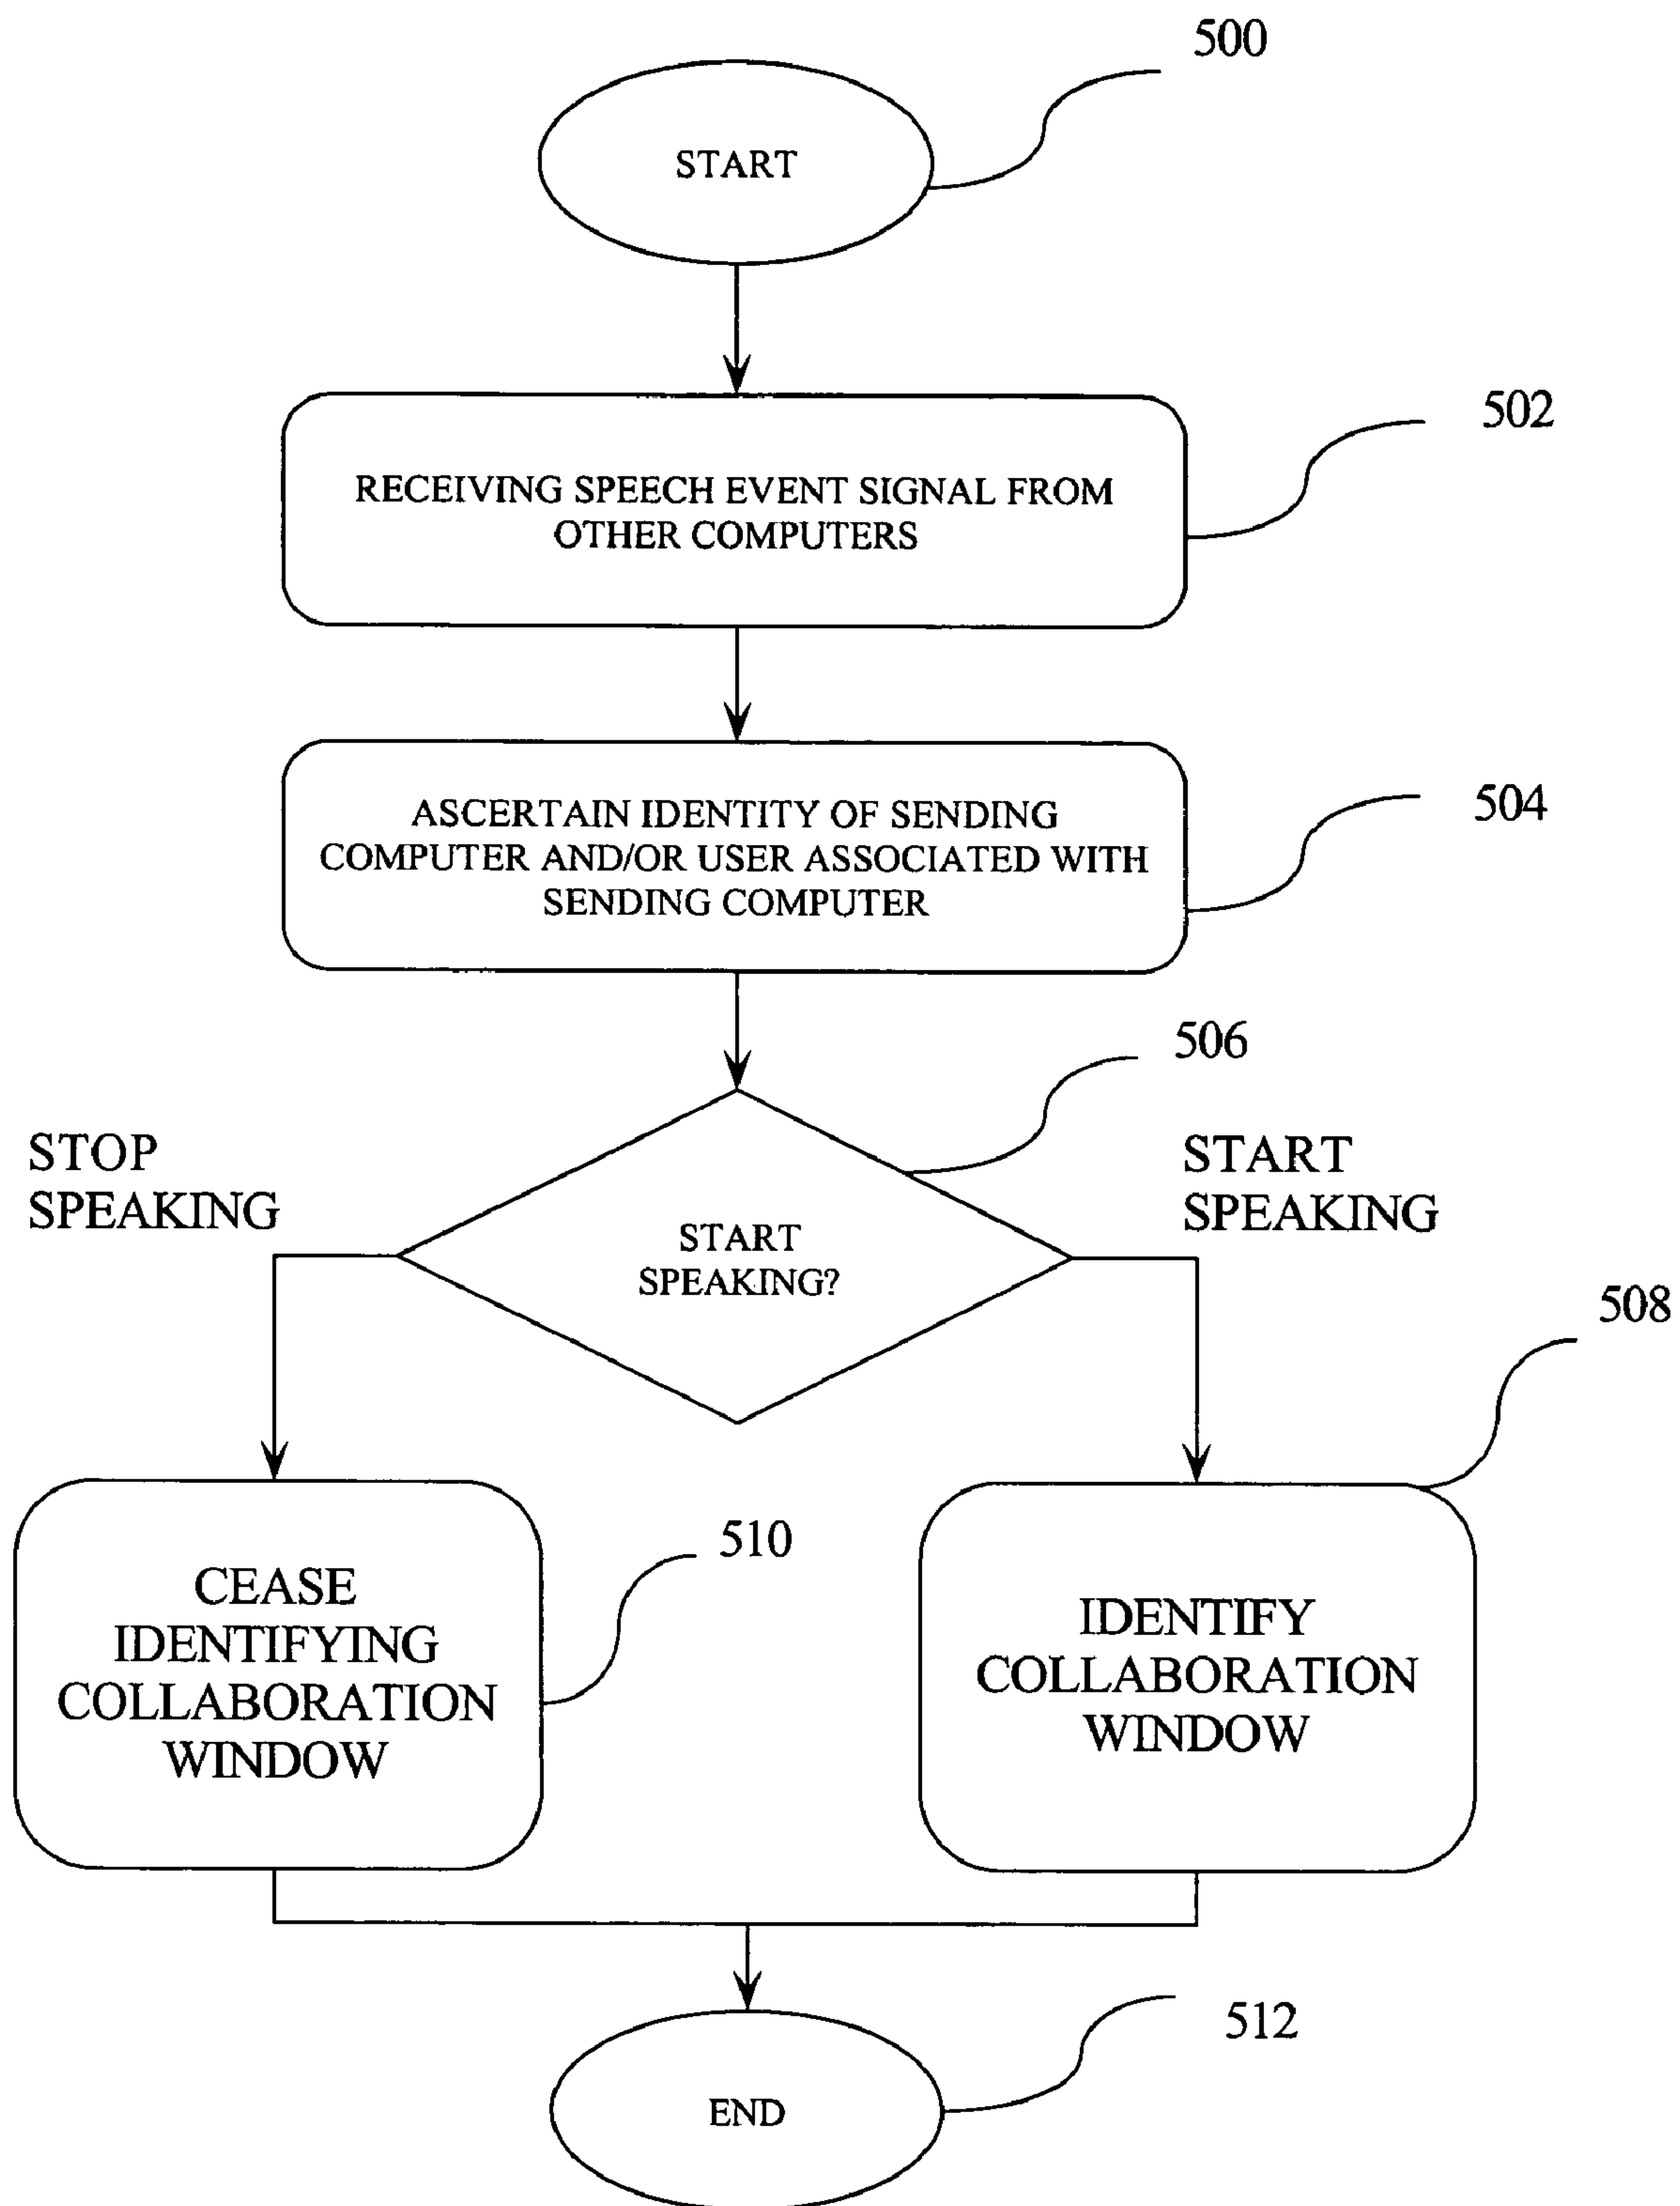 500
START
502
RECEIVING SPEECH EVENT SIGNAL FROM
OTHER COMPUTERS
504
ASCERTAIN IDENTITY OF SENDING
COMPUTER AND/OR USER ASSOCIATED WITH
SENDING COMPUTER
506
STOP
SPEAKING
START
SPEAKING?
START
SPEAKING
508
510
CEASE
IDENTIFYING
COLLABORATION
WINDOW
IDENTIFY
COLLABORATION
WINDOW
512
END